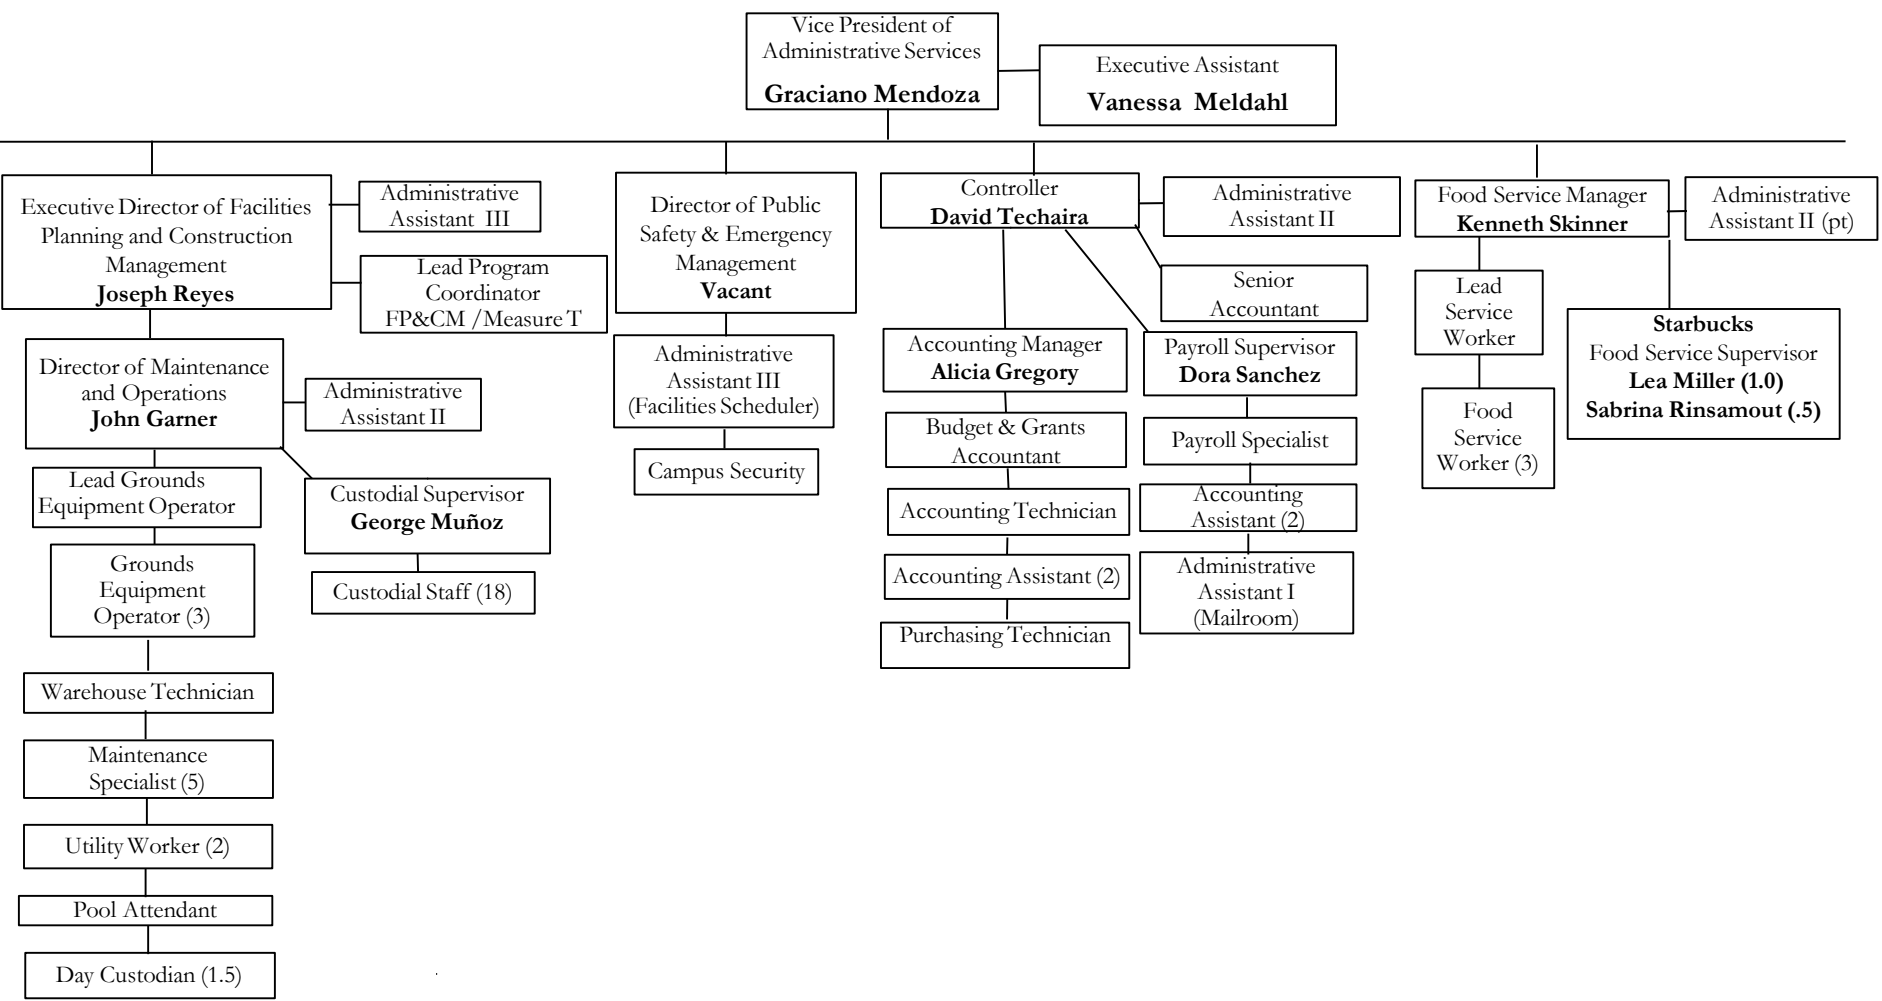 Vice President of
Administrative Services
Graciano Mendoza
Executive Assistant
Vanessa Meldahl
Executive Director of Facilities
Planning and Construction
Management
Joseph Reyes
Administrative
Assistant III
Lead Program
Coordinator
FP&CM /Measure T
Director of Maintenance
and Operations
John Garner
Administrative
Assistant II
Lead Grounds
Equipment Operator
Custodial Supervisor
George Muñoz
Custodial Staff (18)
Grounds
Equipment
Operator (3)
Warehouse Technician
Maintenance
Specialist (5)
Utility Worker (2)
Pool Attendant
Day Custodian (1.5)
Director of Public
Safety & Emergency
Management
Vacant
Administrative
Assistant III
(Facilities Scheduler)
Campus Security
Controller
David Techaira
Administrative
Assistant II
Senior
Accountant
Accounting Manager
Alicia Gregory
Budget & Grants
Accountant
Accounting Technician
Accounting Assistant (2)
Purchasing Technician
Payroll Supervisor
Dora Sanchez
Payroll Specialist
Accounting
Assistant (2)
Administrative
Assistant I
(Mailroom)
Food Service Manager
Kenneth Skinner
Administrative
Assistant II (pt)
Lead
Service
Worker
Food
Service
Worker (3)
Starbucks
Food Service Supervisor
Lea Miller (1.0)
Sabrina Rinsamout (.5)